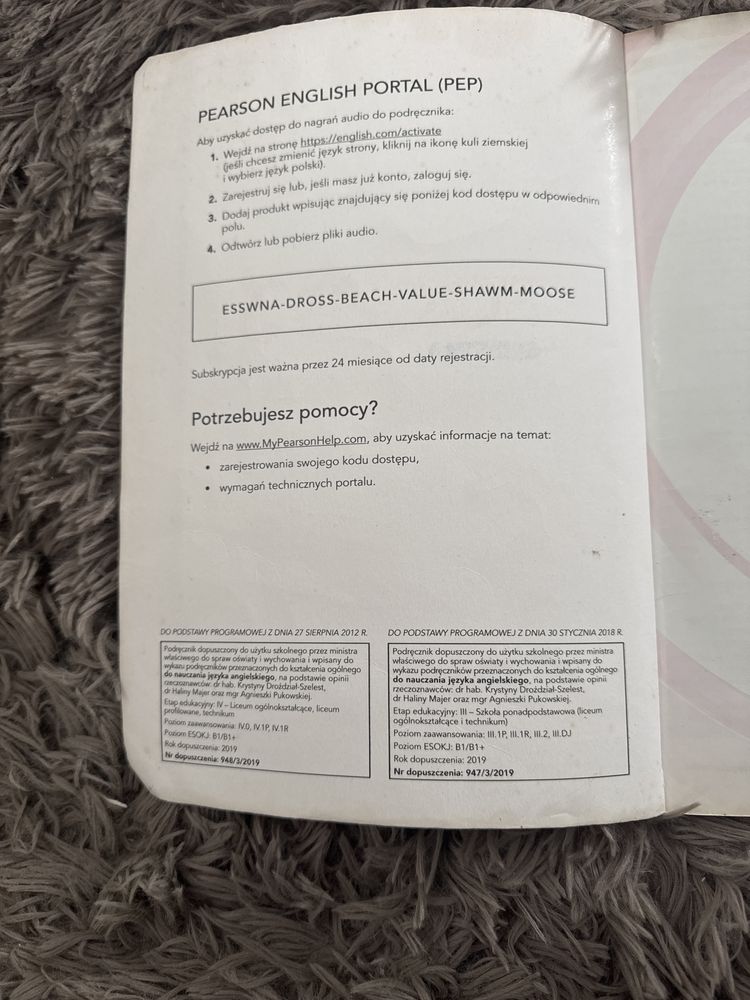 PEARSON ENGLISH PORTAL (PEP)
Aby uzyskać dostęp do nagrań audio do podręcznika:
1. Wejdź na stronę https://english.com/activate
(jeśli chcesz zmienić język strony, kliknij na ikonę kuli ziemskiej
i wybierz język polski).
2. Zarejestruj się lub, jeśli masz już konto, zaloguj się.
3. Dodaj produkt wpisując znajdujący się poniżej kod dostępu w odpowiednim
polu.
4. Odtwórz lub pobierz pliki audio.
ESSWNA-DROSS-BEACH-VALUE-SHAWM-MOOSE
Subskrypcja jest ważna przez 24 miesiące od daty rejestracji.
Potrzebujesz pomocy?
Wejdź na www.MyPearsonHelp.com, aby uzyskać informacje na temat:
• zarejestrowania swojego kodu dostępu,
• wymagań technicznych portalu.
DO PODSTAWY PROGRAMOWEJ Z DNIA 27 SIERPNIA 2012 R.
Podręcznik dopuszczony do użytku szkolnego przez ministra
właściwego do spraw oświaty i wychowania i wpisany do
wykazu podręczników przeznaczonych do kształcenia ogólnego
do nauczania języka angielskiego, na podstawie opinii
rzeczoznawców: dr hab. Krystyny Droździał-Szelest,
dr Haliny Majer oraz mgr Agnieszki Pukowskiej.
Etap edukacyjny: IV – Liceum ogólnokształcące, liceum
profilowane, technikum
Poziom zaawansowania: IV.0, IV.1P, IV.1R
Poziom ESOKJ: B1/B1+
Rok dopuszczenia: 2019
Nr dopuszczenia: 948/3/2019
DO PODSTAWY PROGRAMOWEJ Z DNIA 30 STYCZNIA 2018 R.
Podręcznik dopuszczony do użytku szkolnego przez ministra
właściwego do spraw oświaty i wychowania i wpisany do
wykazu podręczników przeznaczonych do kształcenia ogólnego
do nauczania języka angielskiego, na podstawie opinii
rzeczoznawców: dr hab. Krystyny Droździał-Szelest,
dr Haliny Majer oraz mgr Agnieszki Pukowskiej.
Etap edukacyjny: III – Szkoła ponadpodstawowa (liceum
ogólnokształcące i technikum)
Poziom zaawansowania: III.1P, III.1R, III.2, III.DJ
Poziom ESOKJ: B1/B1+
Rok dopuszczenia: 2019
Nr dopuszczenia: 947/3/2019